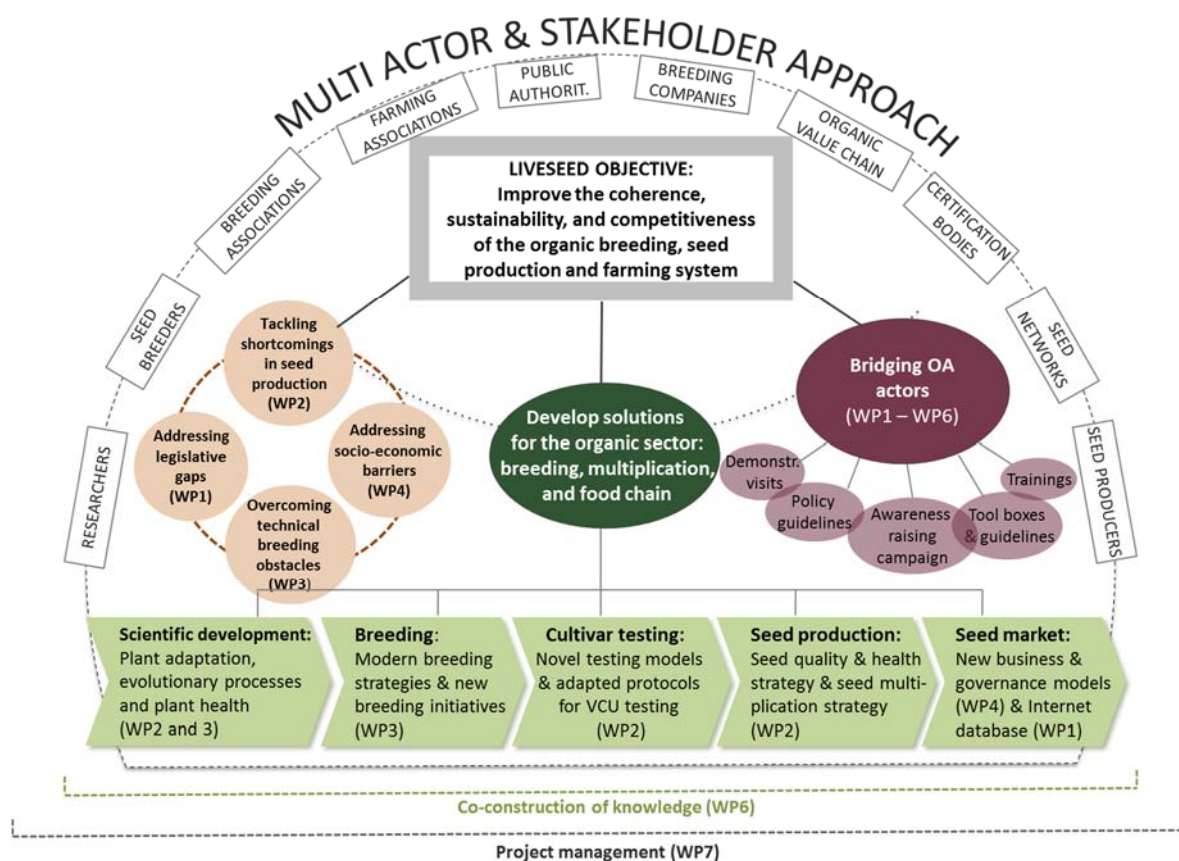 MULTI ACTOR & STAKEHOLDER APPROACH
RESEARCHERS
SEED
BREEDERS
BREEDING
ASSOCIATIONS
FARMING
ASSOCIATIONS
PUBLIC
AUTHORIT.
BREEDING
COMPANIES
ORGANIC
VALUE CHAIN
CERTIFICATION
BODIES
SEED
NETWORKS
SEED PRODUCERS
LIVESEED OBJECTIVE:
Improve the coherence,
sustainability, and competitiveness
of the organic breeding, seed
production and farming system
Tackling
shortcomings
in seed
production
(WP2)
Addressing
legislative
gaps
(WP1)
Addressing
socio-economic
barriers
(WP4)
Overcoming
technical
breeding
obstacles
(WP3)
Develop solutions
for the organic sector:
breeding, multiplication,
and food chain
Bridging OA
actors
(WP1 – WP6)
Demonstr.
visits
Policy
guidelines
Awareness
raising
campaign
Tool boxes
& guidelines
Trainings
Scientific development:
Plant adaptation,
evolutionary processes
and plant health
(WP2 and 3)
Breeding:
Modern breeding
strategies & new
breeding initiatives
(WP3)
Cultivar testing:
Novel testing models
& adapted protocols
for VCU testing
(WP2)
Seed production:
Seed quality & health
strategy & seed multi-
plication strategy
(WP2)
Seed market:
New business &
governance models
(WP4) & Internet
database (WP1)
Co-construction of knowledge (WP6)
Project management (WP7)